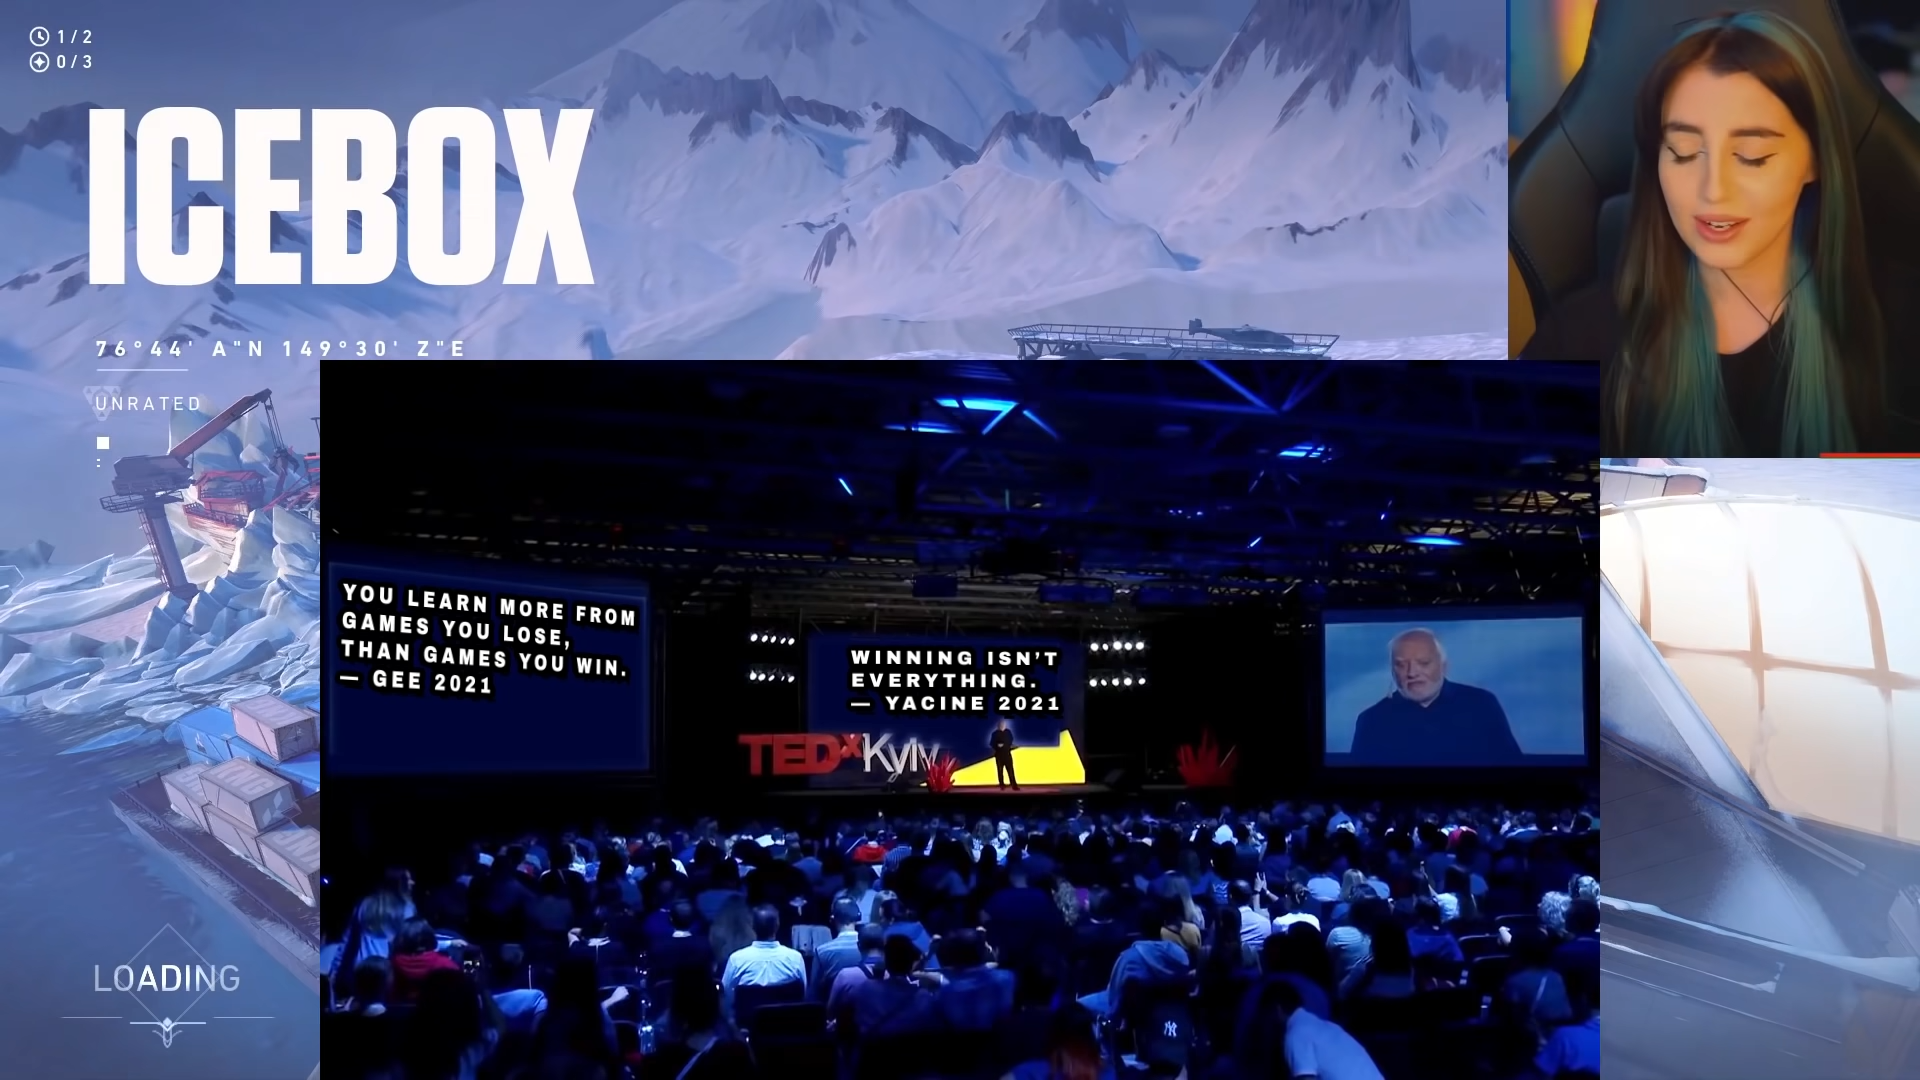 1/2
0/3
ICEBOX
76°44' A"N 149°30' Z"E
UNRATED
YOU LEARN MORE FROM
GAMES YOU LOSE,
THAN GAMES YOU WIN.
— GEE 2021
WINNING ISN'T
EVERYTHING.
— YACINE 2021
TEDxKyiv
LOADING